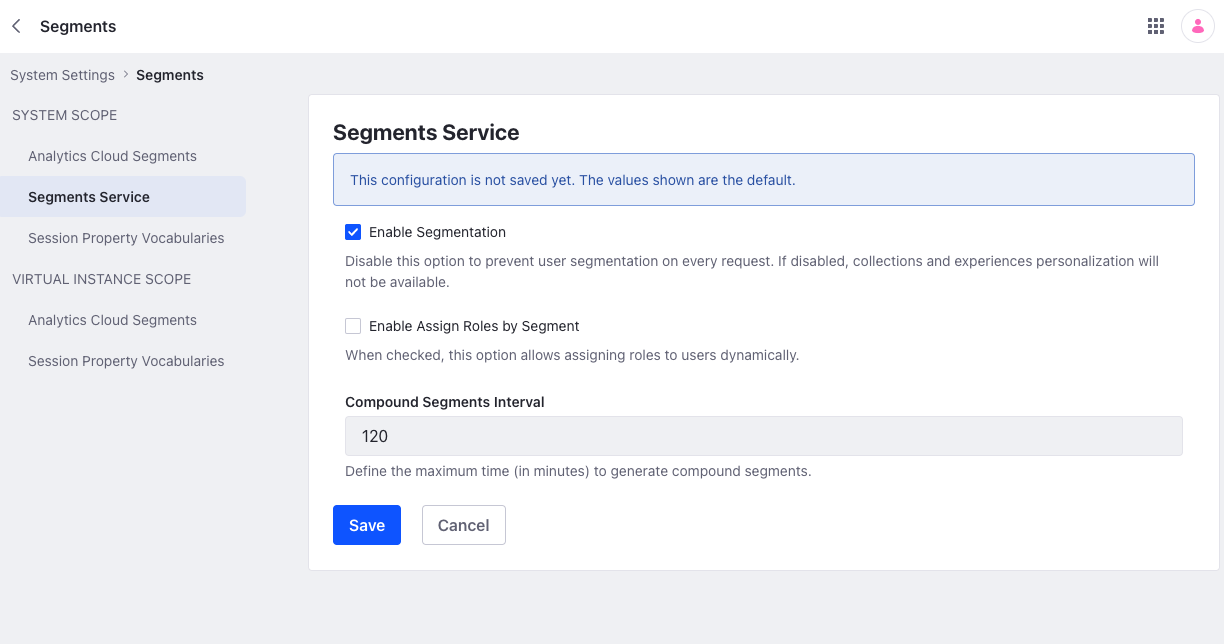 Segments
System Settings > Segments
SYSTEM SCOPE
Analytics Cloud Segments
Segments Service
Session Property Vocabularies
VIRTUAL INSTANCE SCOPE
Analytics Cloud Segments
Session Property Vocabularies
Segments Service
This configuration is not saved yet. The values shown are the default.
Enable Segmentation
Disable this option to prevent user segmentation on every request. If disabled, collections and experiences personalization will
not be available.
Enable Assign Roles by Segment
When checked, this option allows assigning roles to users dynamically.
Compound Segments Interval
120
Define the maximum time (in minutes) to generate compound segments.
Save Cancel